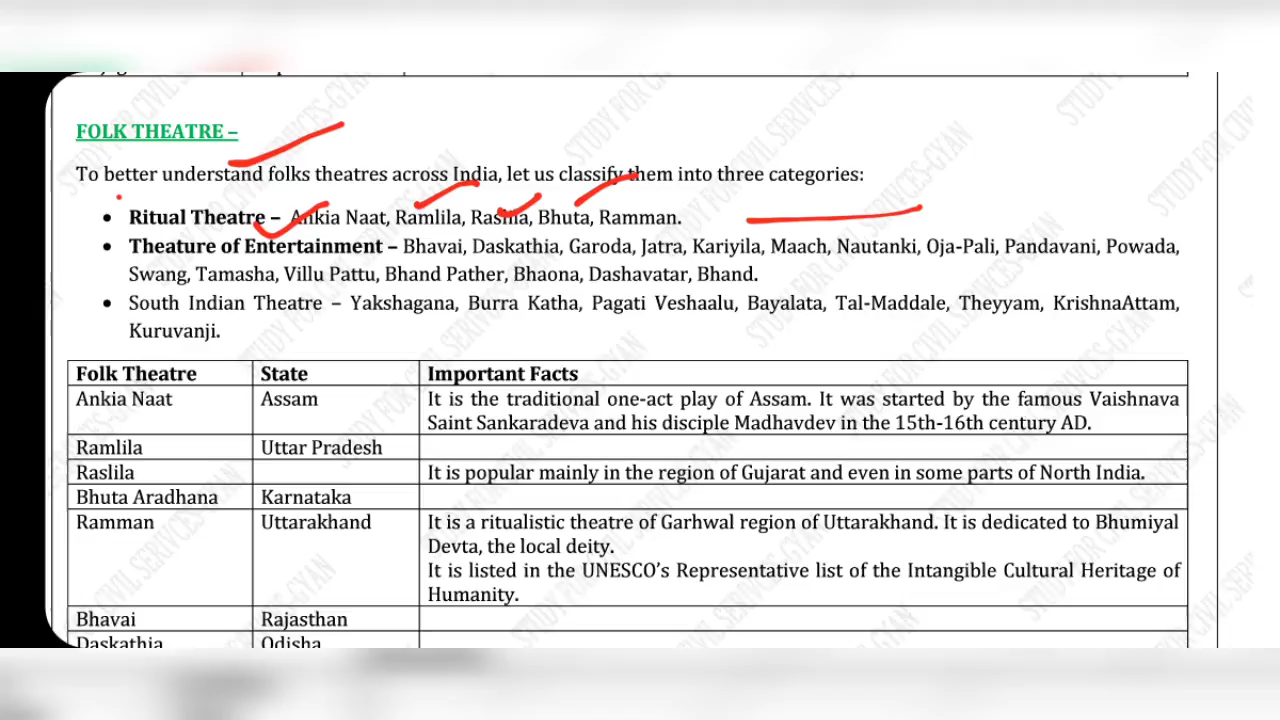 FOLK THEATRE –
To better understand folks theatres across India, let us classify them into three categories:
• Ritual Theatre – Ankia Naat, Ramlila, Raslila, Bhuta, Ramman.
• Theature of Entertainment – Bhavai, Daskathia, Garoda, Jatra, Kariyila, Maach, Nautanki, Oja-Pali, Pandavani, Powada,
Swang, Tamasha, Villu Pattu, Bhand Pather, Bhaona, Dashavatar, Bhand.
• South Indian Theatre – Yakshagana, Burra Katha, Pagati Veshaalu, Bayalata, Tal-Maddale, Theyyam, KrishnaAttam,
Kuruvanji.
Folk Theatre State Important Facts
Ankia Naat Assam It is the traditional one-act play of Assam. It was started by the famous Vaishnava
Saint Sankaradeva and his disciple Madhavdev in the 15th-16th century AD.
Ramlila Uttar Pradesh
Raslila It is popular mainly in the region of Gujarat and even in some parts of North India.
Bhuta Aradhana Karnataka
Ramman Uttarakhand It is a ritualistic theatre of Garhwal region of Uttarakhand. It is dedicated to Bhumiyal
Devta, the local deity.
It is listed in the UNESCO's Representative list of the Intangible Cultural Heritage of
Humanity.
Bhavai Rajasthan
Daskathia Odisha
STUDY FOR CIVIL SERIVCES-GYAN